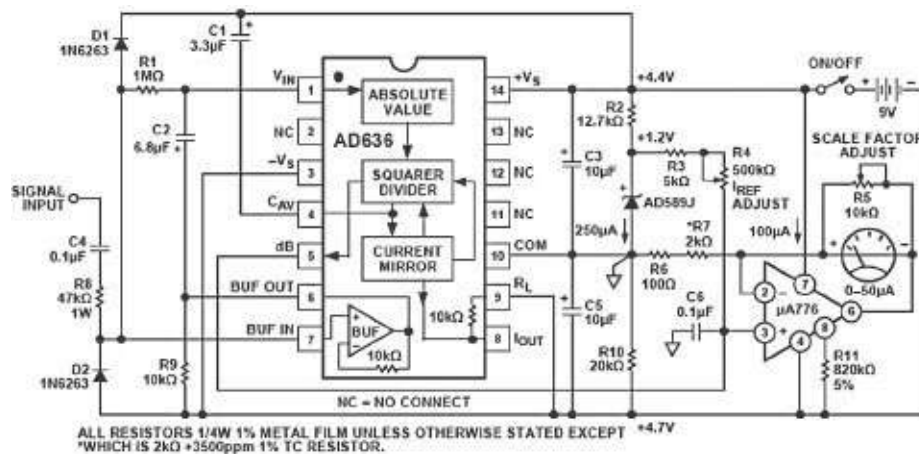 D1
1N6263
C1
3.3µF
+
R1
1MΩ
C2
6.8µF
+
SIGNAL
INPUT
C4
0.1µF
R8
47kΩ
1W
D2
1N6263
R9
10kΩ
VIN
1
NC
2
–VS
3
CAV
4
dB
5
BUF OUT
6
BUF IN
7
ABSOLUTE
VALUE
AD636
SQUARER
DIVIDER
CURRENT
MIRROR
+
BUF
–
10kΩ
10kΩ
+VS
14
NC
13
NC
12
NC
11
COM
10
RL
9
IOUT
8
NC = NO CONNECT
+
C3
10µF
+
C5
10µF
+4.4V
R2
12.7kΩ
+1.2V
R3
5kΩ
R4
500kΩ
IREF
ADJUST
+
AD589J
250µA
*R7
2kΩ
R6
100Ω
100µA
C6
0.1µF
R10
20kΩ
+4.7V
ON/OFF
+ –
9V
SCALE FACTOR
ADJUST
R5
10kΩ
+ –
0–50µA
µA776
2
–
3
+
7
6
8
4
R11
820kΩ
5%
ALL RESISTORS 1/4W 1% METAL FILM UNLESS OTHERWISE STATED EXCEPT
*WHICH IS 2kΩ +3500ppm 1% TC RESISTOR.